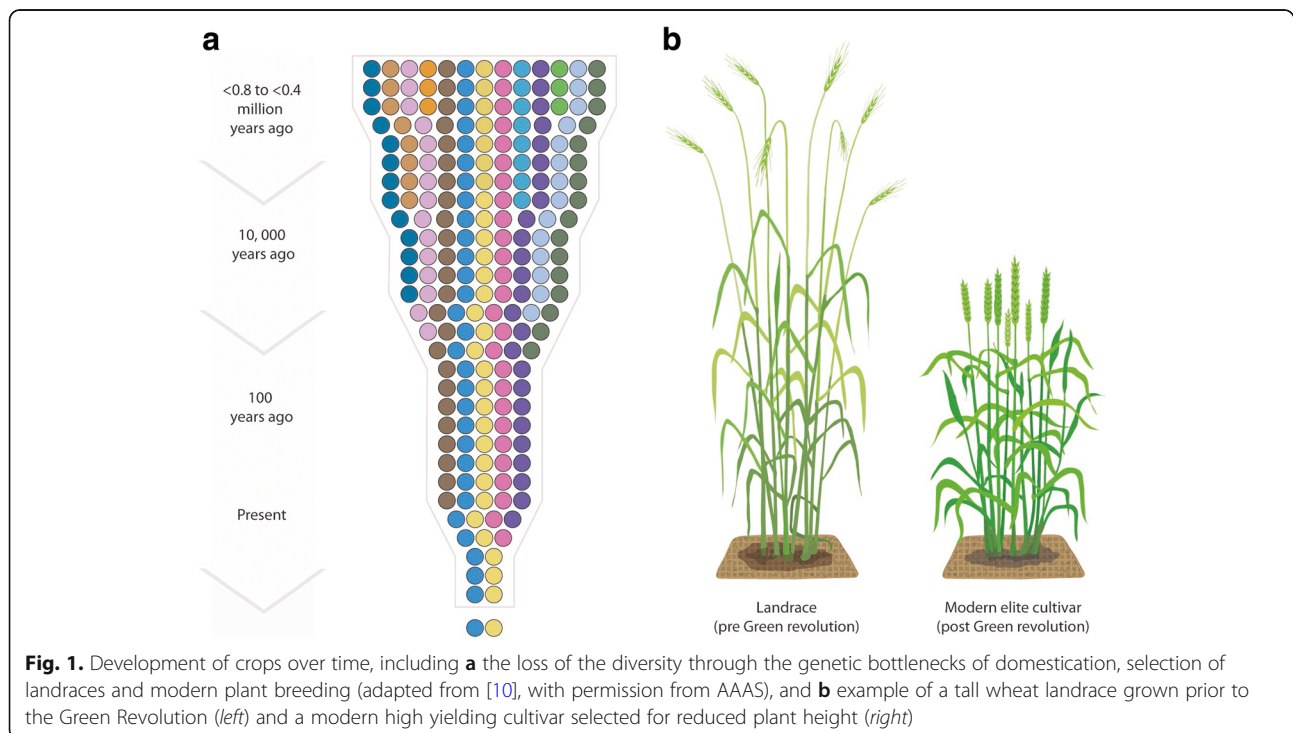 a
<0.8 to <0.4
million
years ago
10, 000
years ago
100
years ago
Present
b
Landrace
(pre Green revolution)
Modern elite cultivar
(post Green revolution)
Fig. 1. Development of crops over time, including a the loss of the diversity through the genetic bottlenecks of domestication, selection of
landraces and modern plant breeding (adapted from [10], with permission from AAAS), and b example of a tall wheat landrace grown prior to
the Green Revolution (left) and a modern high yielding cultivar selected for reduced plant height (right)